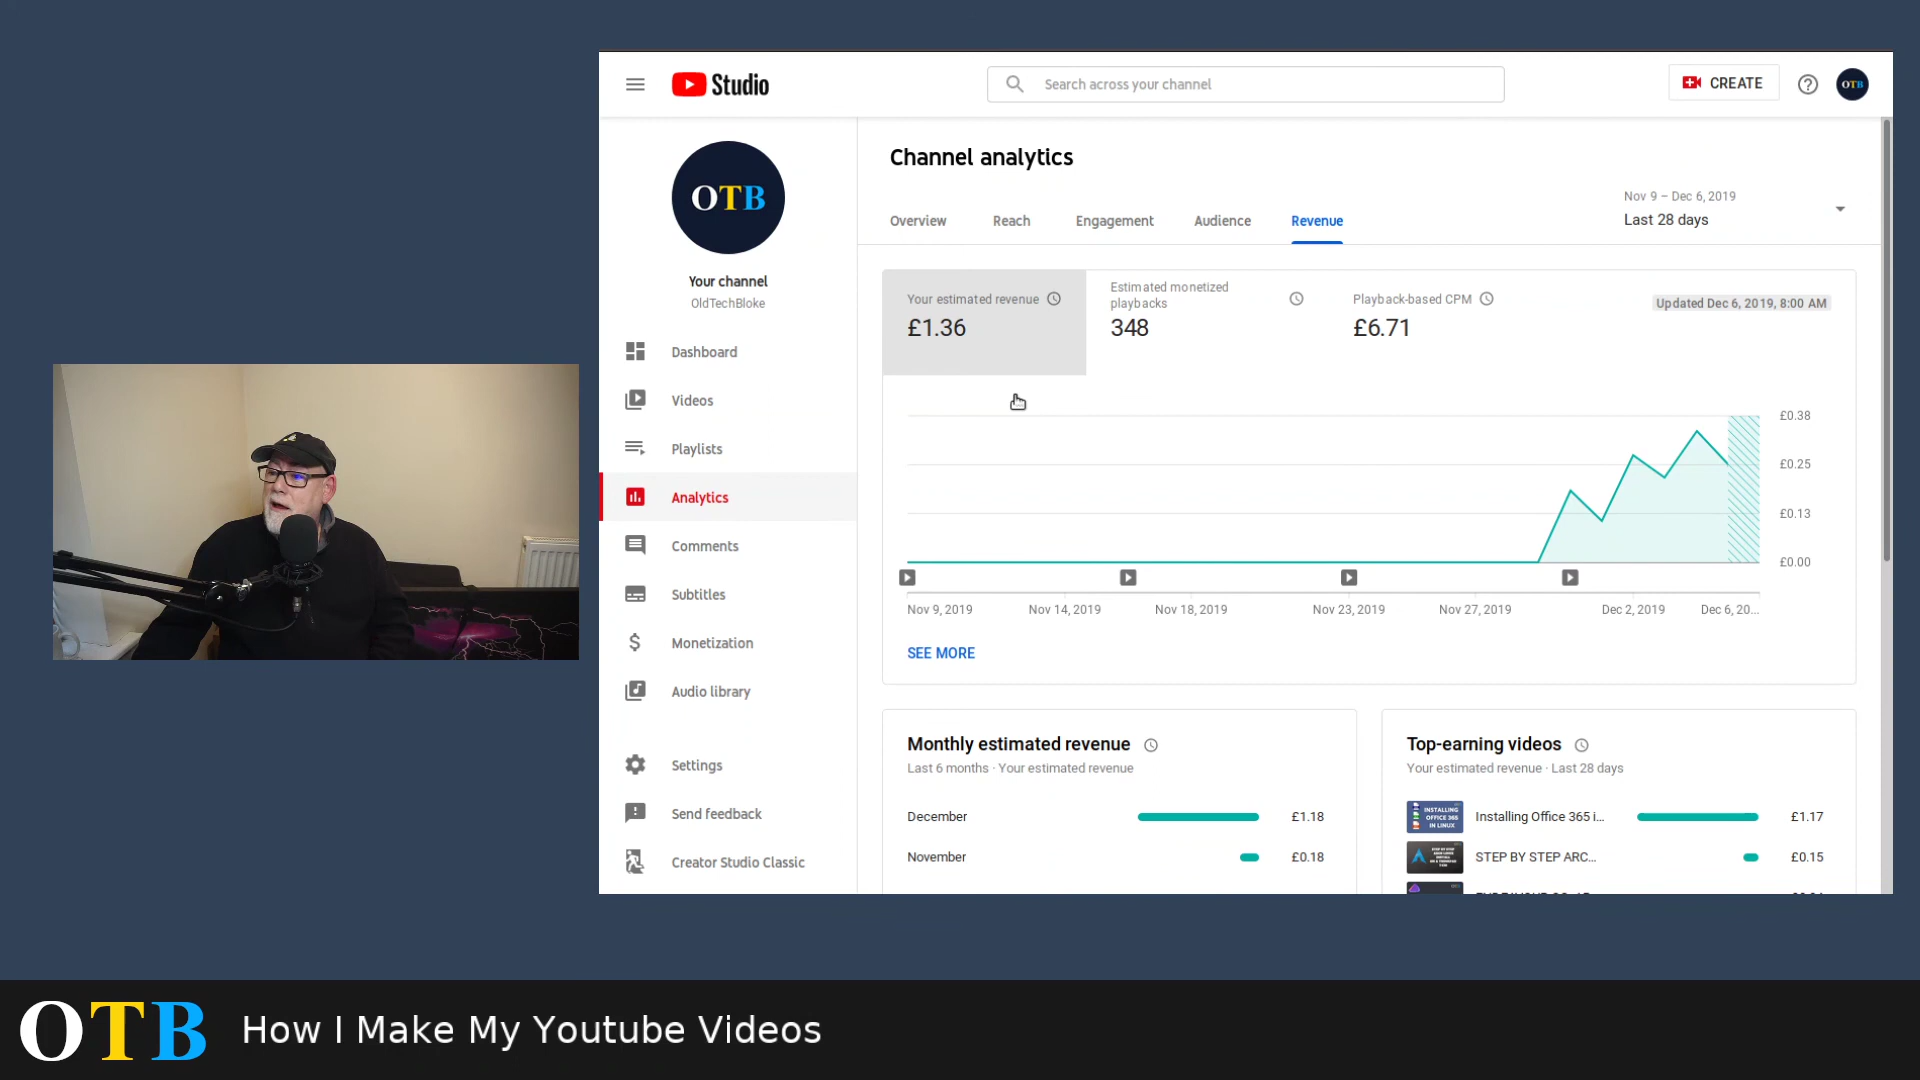 Studio
Search across your channel
CREATE
OTB
OTB
Your channel
OldTechBloke
Dashboard
Videos
Playlists
Analytics
Comments
Subtitles
Monetization
Audio library
Settings
Send feedback
Creator Studio Classic
Channel analytics
Nov 9 – Dec 6, 2019
Last 28 days
Overview
Reach
Engagement
Audience
Revenue
Your estimated revenue
£1.36
Estimated monetized
playbacks
348
Playback-based CPM
£6.71
Updated Dec 6, 2019, 8:00 AM
£0.38
£0.25
£0.13
£0.00
Nov 9, 2019
Nov 14, 2019
Nov 18, 2019
Nov 23, 2019
Nov 27, 2019
Dec 2, 2019
Dec 6, 20...
SEE MORE
Monthly estimated revenue
Last 6 months · Your estimated revenue
December £1.18
November £0.18
Top-earning videos
Your estimated revenue · Last 28 days
INSTALLING
OFFICE 365
IN LINUX
Installing Office 365 i... £1.17
STEP BY STEP ARC... £0.15
OTB How I Make My Youtube Videos